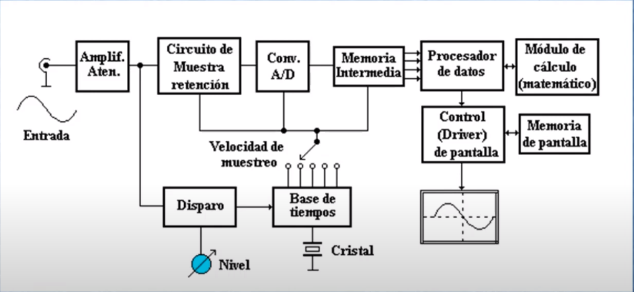 Amplif.
Aten.
Circuito de
Muestra
retención
Conv.
A/D
Memoria
Intermedia
Procesador
de datos
Módulo de
cálculo
(matemático)
Entrada
Velocidad de
muestreo
Control
(Driver)
de pantalla
Memoria
de pantalla
Disparo
Base de
tiempos
Nivel
Cristal